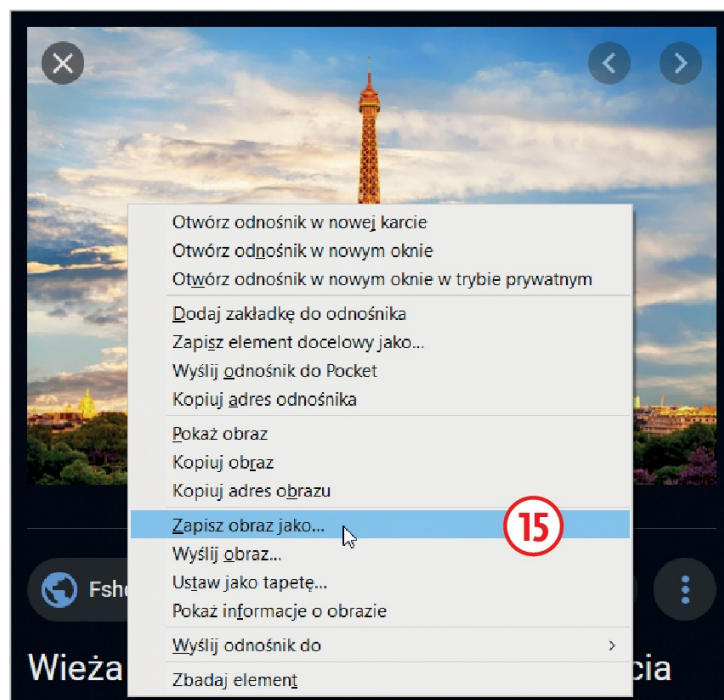 Otwórz odnośnik w nowej karcie
Otwórz odnośnik w nowym oknie
Otwórz odnośnik w nowym oknie w trybie prywatnym
Dodaj zakładkę do odnośnika
Zapisz element docelowy jako...
Wyślij odnośnik do Pocket
Kopiuj adres odnośnika
Pokaż obraz
Kopiuj obraz
Kopiuj adres obrazu
Zapisz obraz jako...
15
Wyślij obraz...
Ustaw jako tapetę...
Pokaż informacje o obrazie
Wyślij odnośnik do
Zbadaj element
Wieża